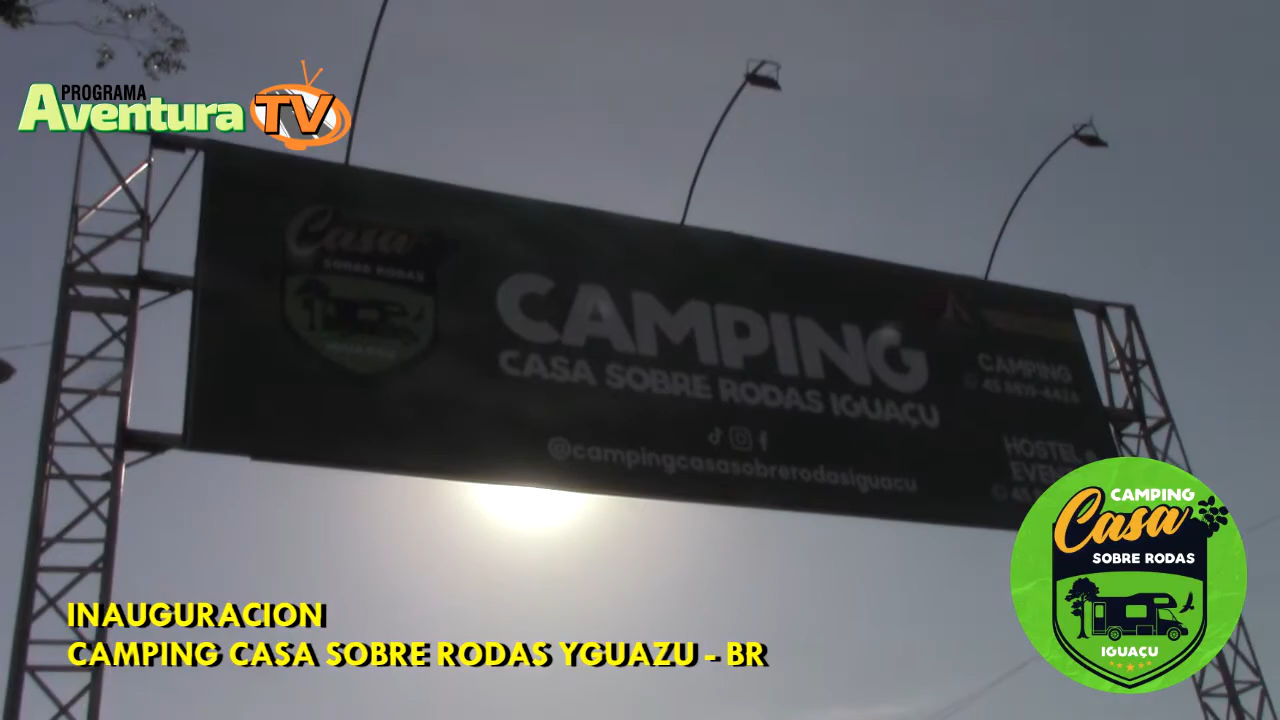 PROGRAMA
Aventura TV
Casa
SOBRE RODAS
IGUAÇU
CAMPING
CASA SOBRE RODAS IGUAÇU
@campingcasasobrerodasiguacu
CAMPING
HOSTEL
CAMPING
Casa
SOBRE RODAS
IGUAÇU
INAUGURACION
CAMPING CASA SOBRE RODAS YGUAZU - BR